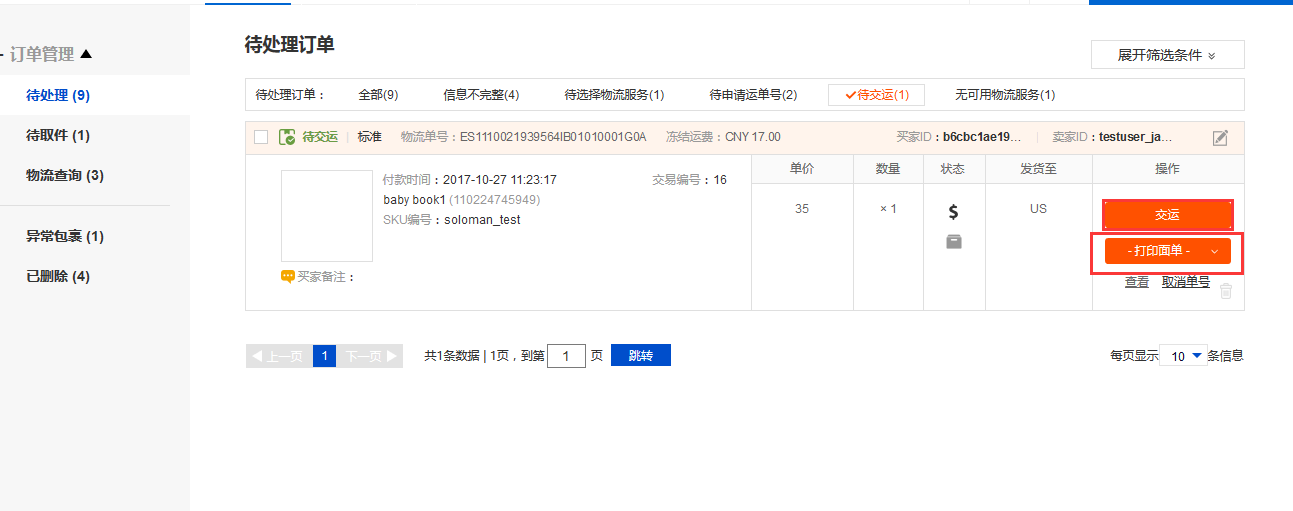 订单管理
待处理 (9)
待取件 (1)
物流查询 (3)
异常包裹 (1)
已删除 (4)
待处理订单
展开筛选条件
待处理订单： 全部(9) 信息不完整(4) 待选择物流服务(1) 待申请运单号(2) 待交运(1) 无可用物流服务(1)
待交运 | 标准 物流单号：ES1110021939564IB01010001G0A 冻结运费：CNY 17.00 买家ID：b6cbc1ae19... | 卖家ID：testuser_ja...
单价 数量 状态 发货至 操作
付款时间：2017-10-27 11:23:17 交易编号：16
baby book1 (110224745949)
SKU编号：soloman_test
买家备注：
35 × 1 $ US
交运
- 打印面单 -
查看 取消单号
上一页 1 下一页 共1条数据 | 1页，到第 1 页 跳转 每页显示 10 条信息